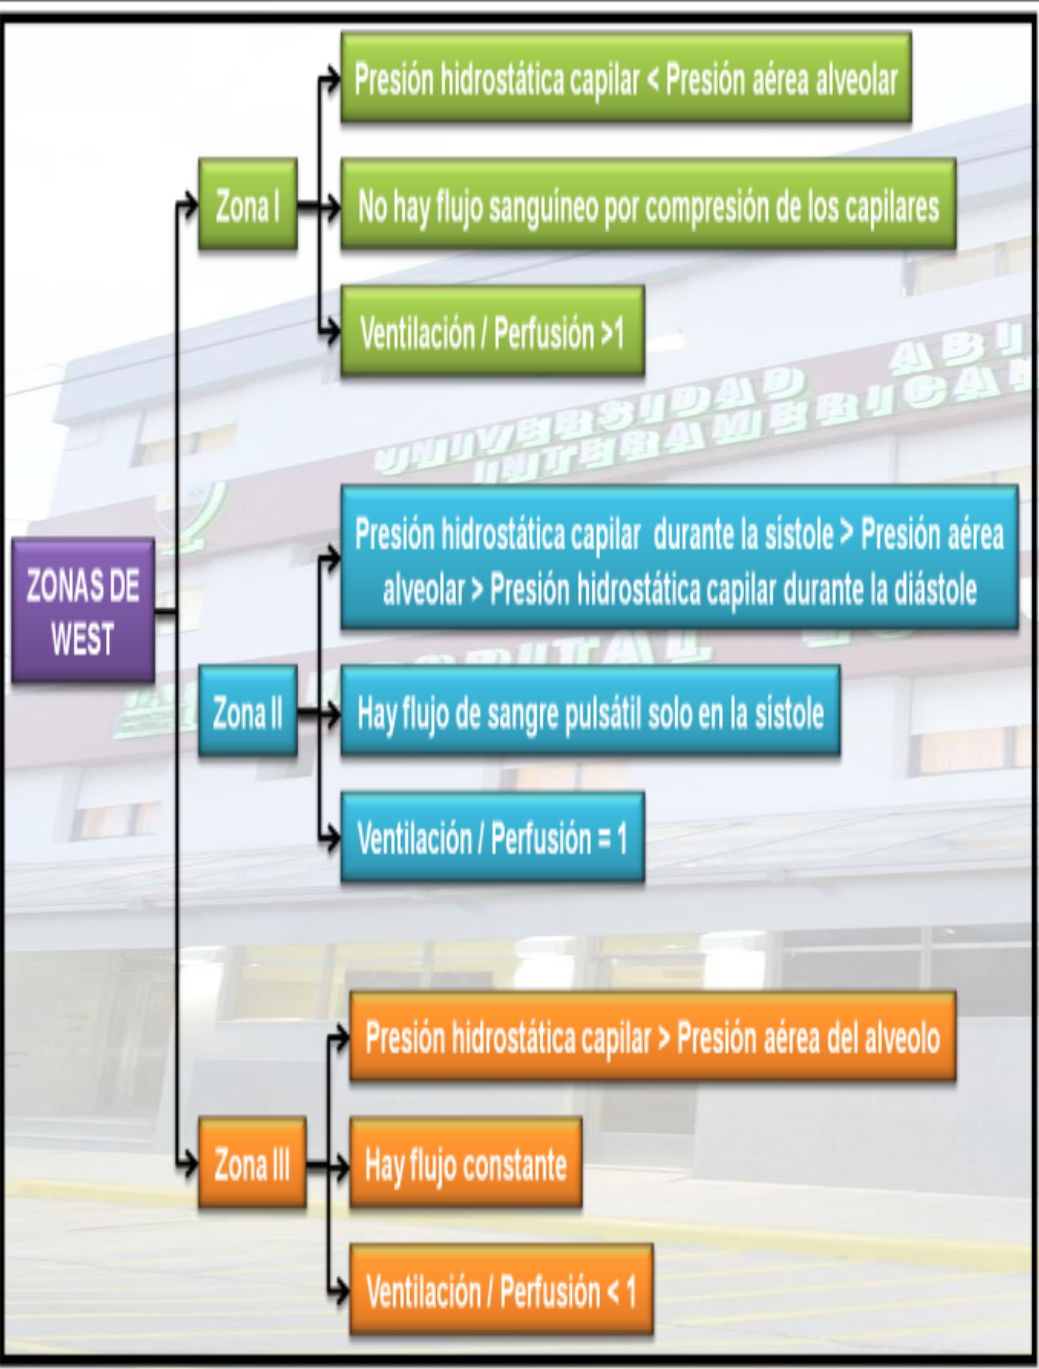 Presión hidrostática capilar < Presión aérea alveolar
Zona I
No hay flujo sanguíneo por compresión de los capilares
Ventilación / Perfusión >1
UNIVERSIDAD ABI
INTERAMERICAN
ZONAS DE
WEST
Presión hidrostática capilar durante la sístole > Presión aérea
alveolar > Presión hidrostática capilar durante la diástole
Zona II
Hay flujo de sangre pulsátil solo en la sístole
Ventilación / Perfusión = 1
Presión hidrostática capilar > Presión aérea del alveolo
Zona III
Hay flujo constante
Ventilación / Perfusión < 1